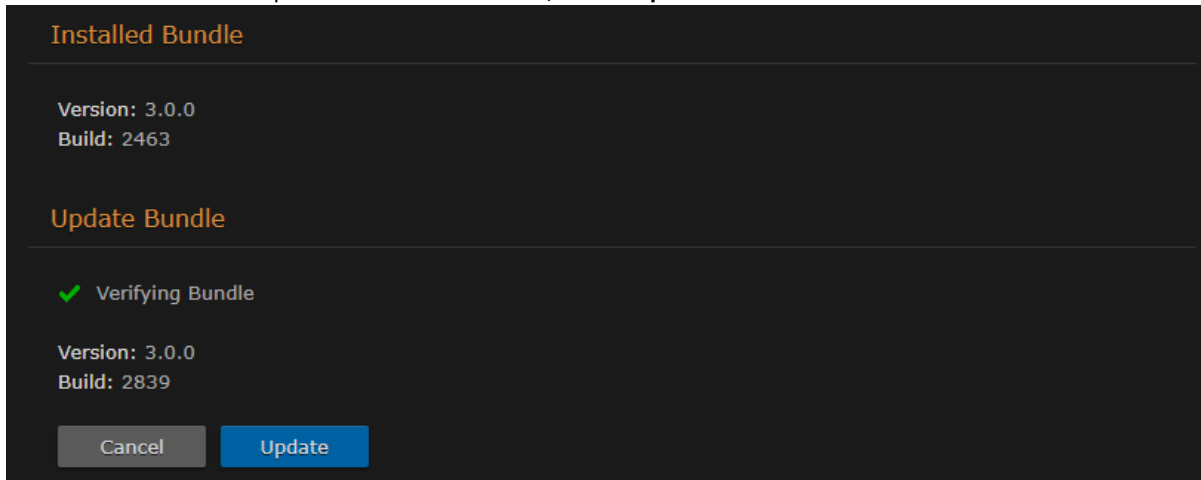 Installed Bundle
Version: 3.0.0
Build: 2463
Update Bundle
Verifying Bundle
Version: 3.0.0
Build: 2839
Cancel Update